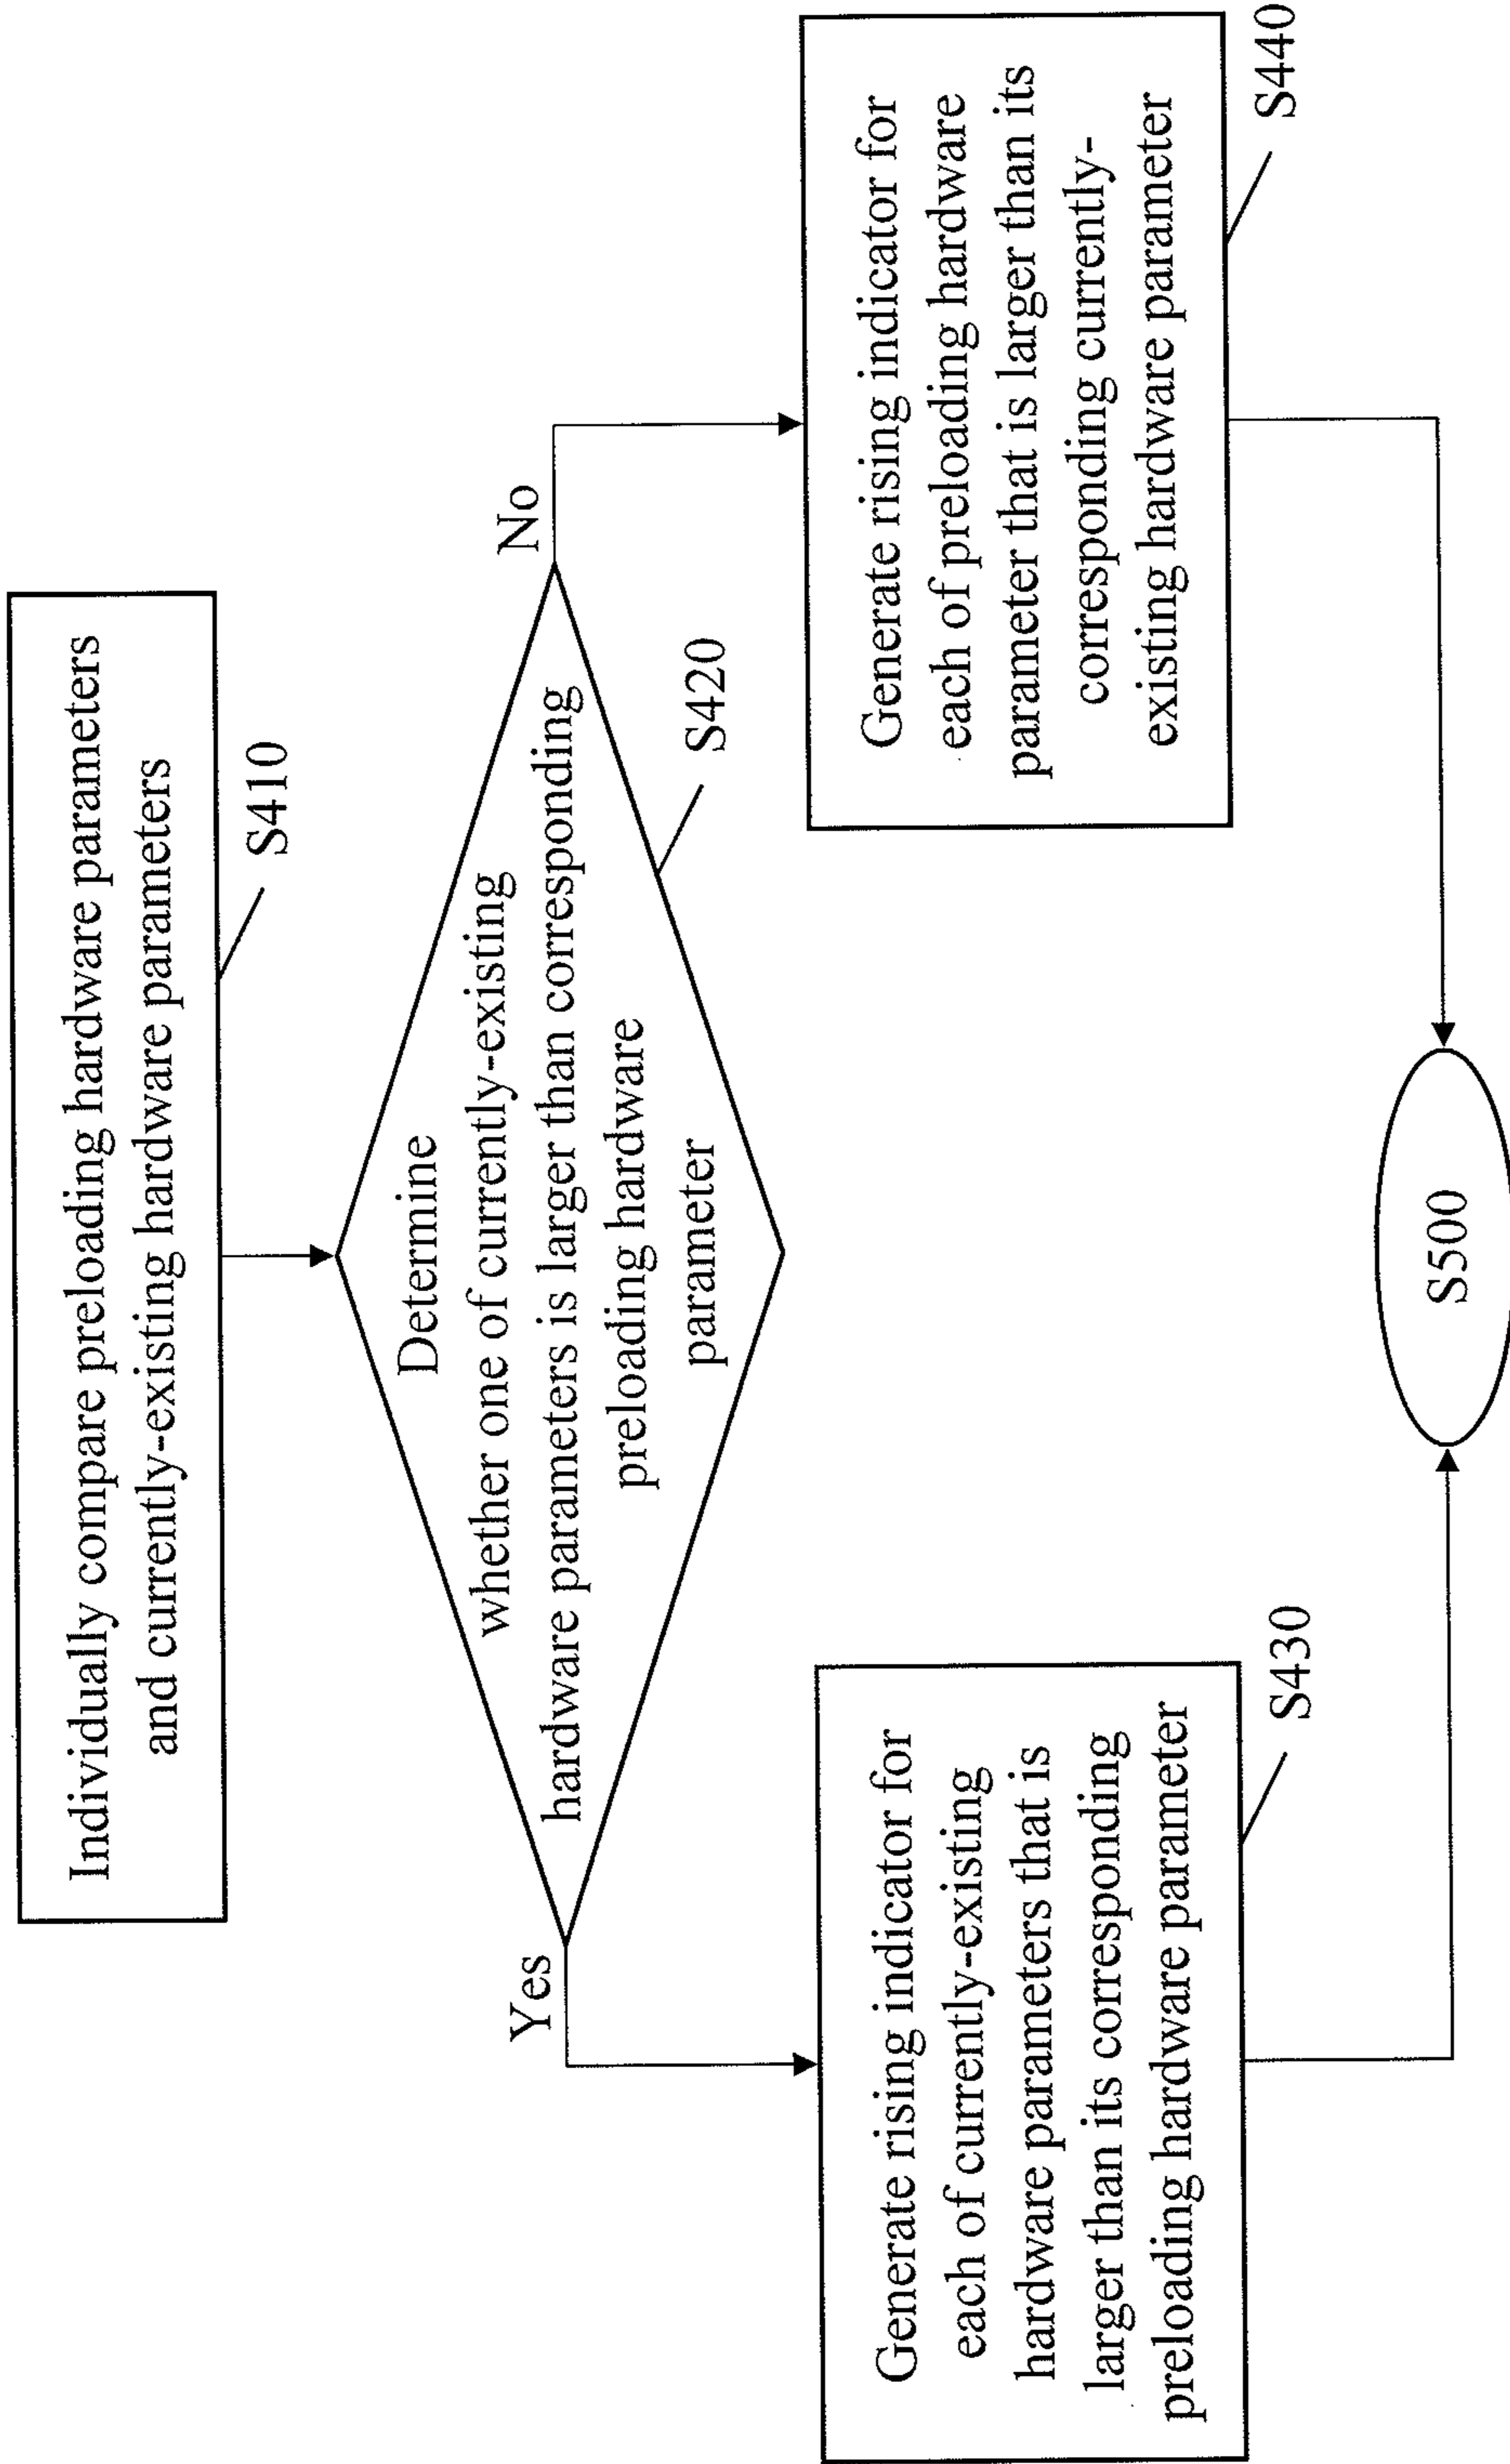 Individually compare preloading hardware parameters
and currently-existing hardware parameters
S410
Determine
whether one of currently-existing
hardware parameters is larger than corresponding
preloading hardware
parameter
S420
Yes
No
Generate rising indicator for
each of currently-existing
hardware parameters that is
larger than its corresponding
preloading hardware parameter
S430
Generate rising indicator for
each of preloading hardware
parameter that is larger than its
corresponding currently-
existing hardware parameter
S440
S500